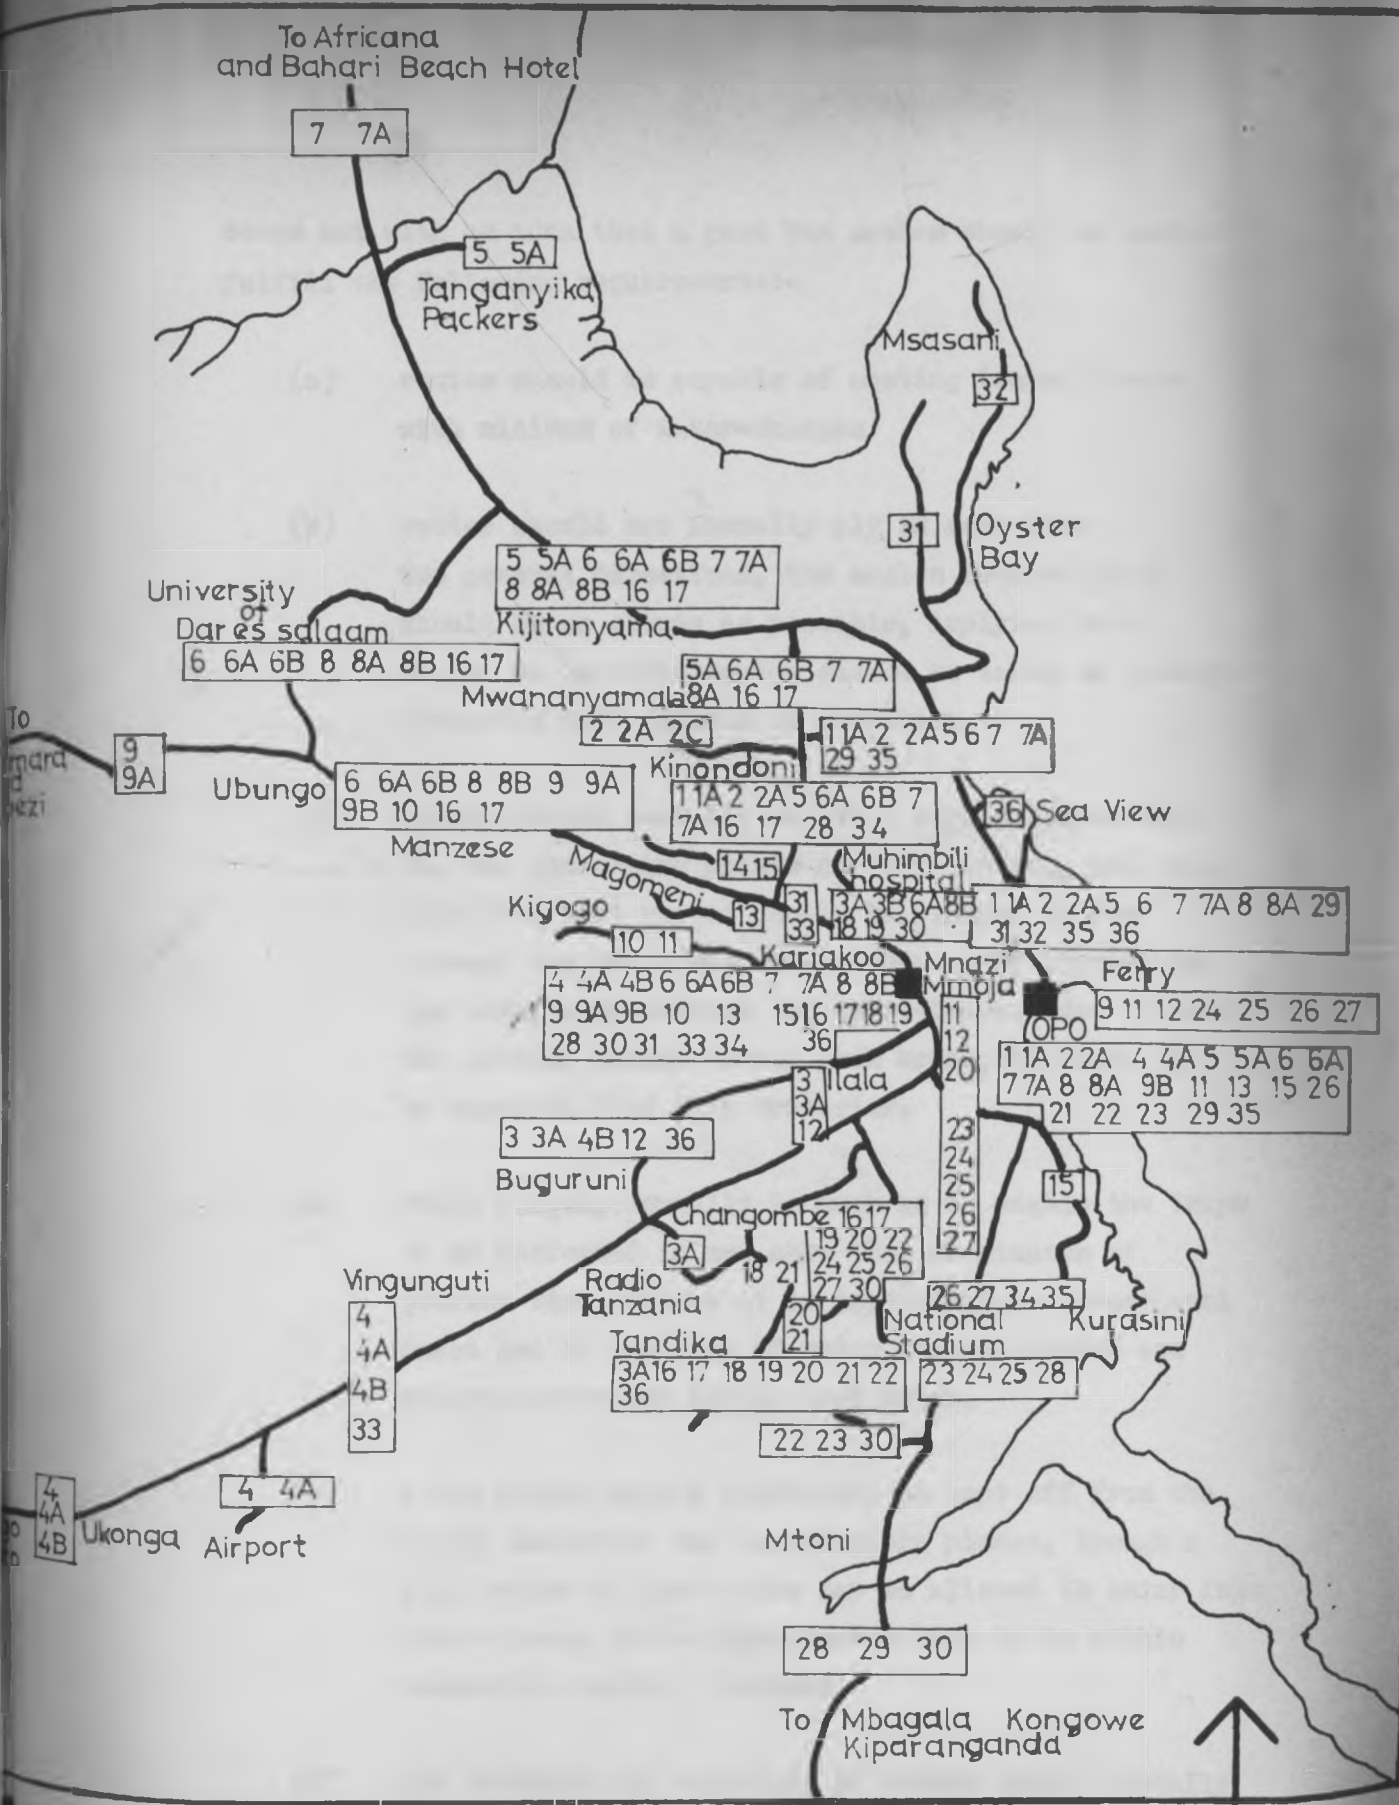 To Africana
and Bahari Beach Hotel
7 7A
5 5A
Tanganyika
Packers
Msasani
32
31
Oyster
Bay
5 5A 6 6A 6B 7 7A
8 8A 8B 16 17
Kijitonyama
University
of
Dar es salaam
6 6A 6B 8 8A 8B 16 17
5A 6A 6B 7 7A
8A 16 17
Mwananyamala
2 2A 2C
1 1A 2 2A 5 6 7 7A
29 35
To
9
9A
Ubungo
Kinondoni
6 6A 6B 8 8B 9 9A
9B 10 16 17
1 1A 2 2A 5 6A 6B 7
7A 16 17 28 34
36
Sea View
Manzese
Magomeni
14 15
Muhimbili
hospital
Kigogo
13
31
33
3A 3B 6A 8B
18 19 30
1 1A 2 2A 5 6 7 7A 8 8A 29
31 32 35 36
10 11
Kariakoo
Mnazi
Mmoja
Ferry
4 4A 4B 6 6A 6B 7 7A 8 8B
9 9A 9B 10 13 15 16 17 18 19
28 30 31 33 34 36
9 11 12 24 25 26 27
OPO
11
12
20
23
24
25
26
27
1 1A 2 2A 4 4A 5 5A 6 6A
7 7A 8 8A 9B 11 13 15 26
21 22 23 29 35
3
3A
12
Ilala
3 3A 4B 12 36
Buguruni
15
Changombe 16 17
19 20 22
24 25 26
27 30
3A
18 21
Radio
Tanzania
Vingunguti
4
4A
4B
33
20
21
26 27 34 35
National
Stadium
Kurasini
Tandika
3A 16 17 18 19 20 21 22
36
23 24 25 28
22 23 30
4 4A
Airport
4
4A
4B
Ukonga
Mtoni
28 29 30
To Mbagala Kongowe
Kiparanganda